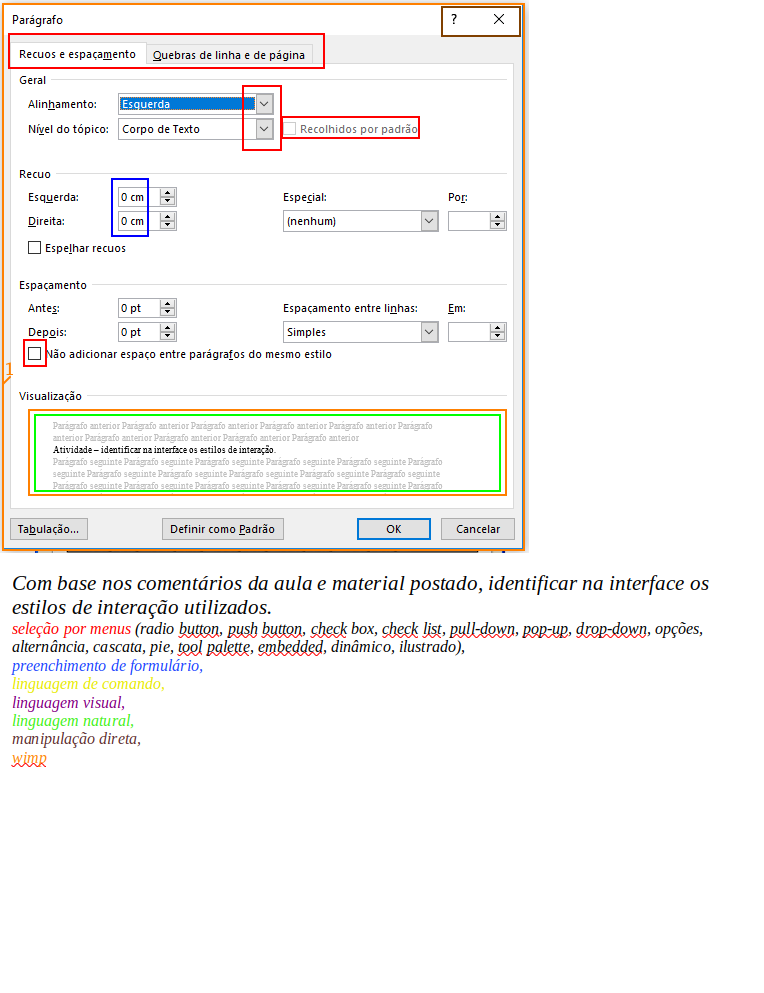 Parágrafo ?
Recuos e espaçamento Quebras de linha e de página
Geral
Alinhamento: Esquerda
Nível do tópico: Corpo de Texto Recolhidos por padrão
Recuo
Esquerda: 0 cm Especial: Por:
Direita: 0 cm (nenhum)
Espelhar recuos
Espaçamento
Antes: 0 pt Espaçamento entre linhas: Em:
Depois: 0 pt Simples
Não adicionar espaço entre parágrafos do mesmo estilo
1
Visualização
Parágrafo anterior Parágrafo anterior Parágrafo anterior Parágrafo anterior Parágrafo anterior Parágrafo
anterior Parágrafo anterior Parágrafo anterior Parágrafo anterior
Atividade – identificar na interface os estilos de interação.
Parágrafo seguinte Parágrafo seguinte Parágrafo seguinte Parágrafo seguinte Parágrafo seguinte Parágrafo
seguinte Parágrafo seguinte Parágrafo seguinte Parágrafo seguinte Parágrafo seguinte Parágrafo seguinte
Parágrafo seguinte Parágrafo seguinte Parágrafo seguinte Parágrafo seguinte Parágrafo seguinte Parágrafo
Tabulação... Definir como Padrão OK Cancelar
Com base nos comentários da aula e material postado, identificar na interface os
estilos de interação utilizados.
seleção por menus (radio button, push button, check box, check list, pull-down, pop-up, drop-down, opções,
alternância, cascata, pie, tool palette, embedded, dinâmico, ilustrado),
preenchimento de formulário,
linguagem de comando,
linguagem visual,
linguagem natural,
manipulação direta,
wimp